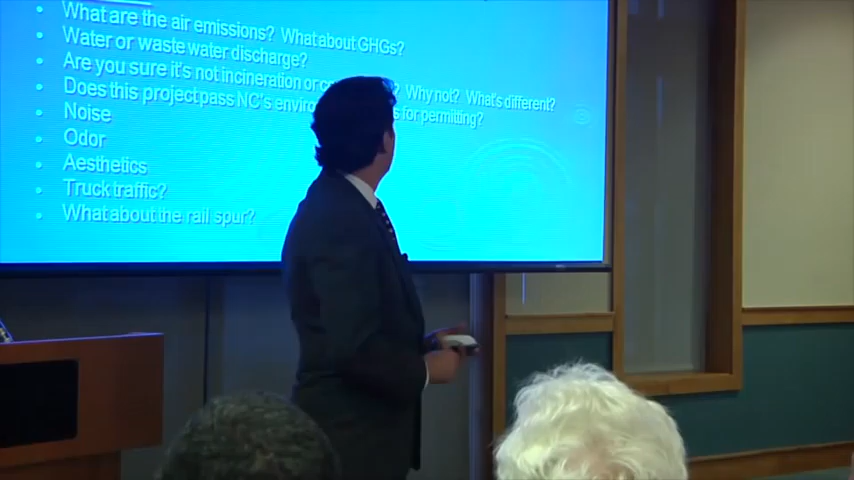 What are the air emissions? What about GHGs?
Water or waste water discharge?
Are you sure it's not incineration or Why not? What's different?
Does this project pass NC's for permitting?
Noise
Odor
Aesthetics
Truck traffic?
What about the rail spur?